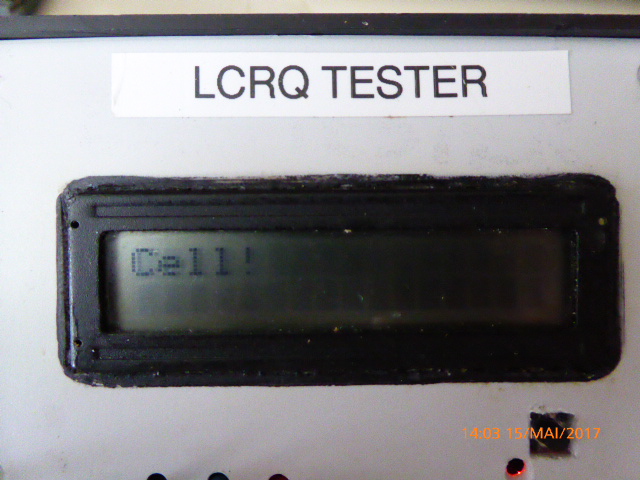 LCRQ TESTER
Cell!
14:03 15/MAI/2017